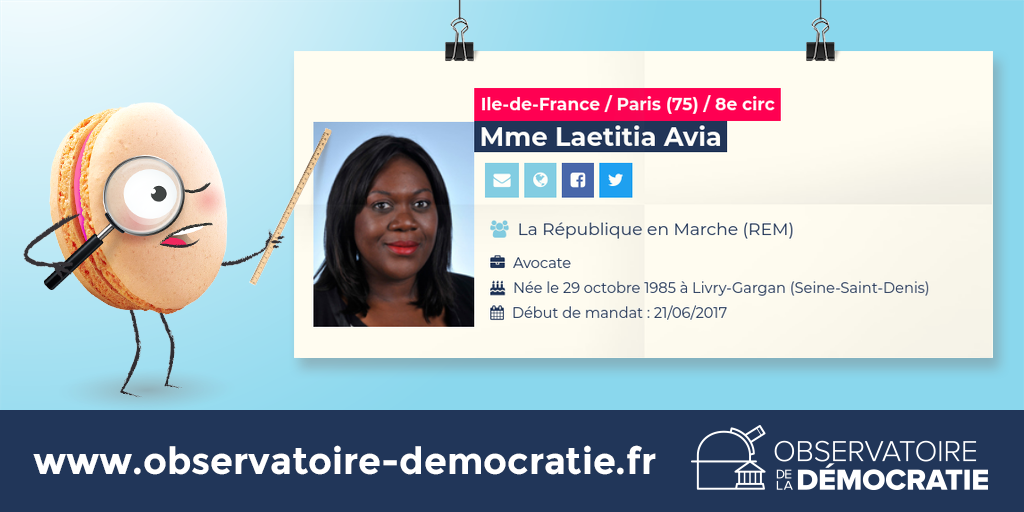 Ile-de-France / Paris (75) / 8e circ
Mme Laetitia Avia
La République en Marche (REM)
Avocate
Née le 29 octobre 1985 à Livry-Gargan (Seine-Saint-Denis)
Début de mandat : 21/06/2017
www.observatoire-democratie.fr
OBSERVATOIRE
DE LA DÉMOCRATIE